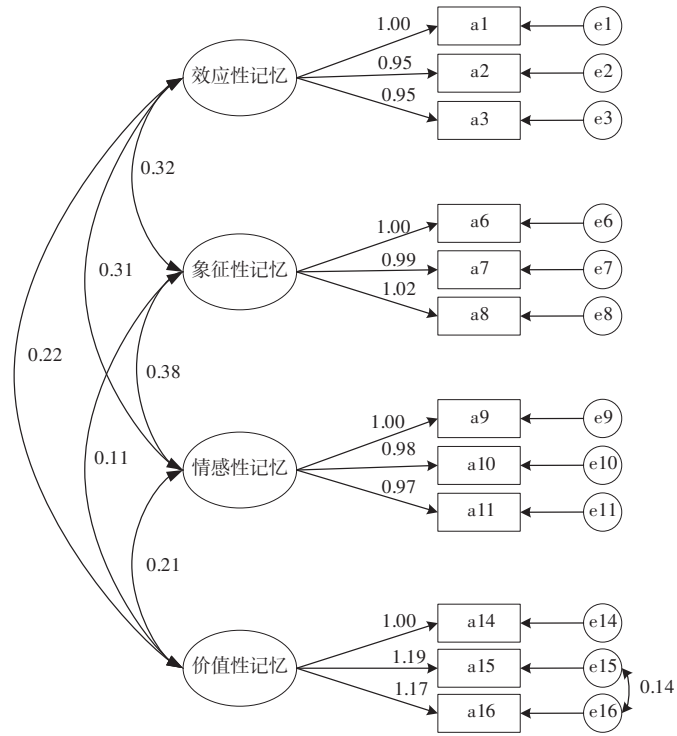 1.00 a1 e1
效应性记忆 0.95 a2 e2
0.95 a3 e3
0.32
1.00 a6 e6
象征性记忆 0.99 a7 e7
0.31
1.02 a8 e8
0.22
0.38
1.00 a9 e9
0.11
情感性记忆 0.98 a10 e10
0.97 a11 e11
0.21
1.00 a14 e14
价值性记忆 1.19 a15 e15
0.14
1.17 a16 e16